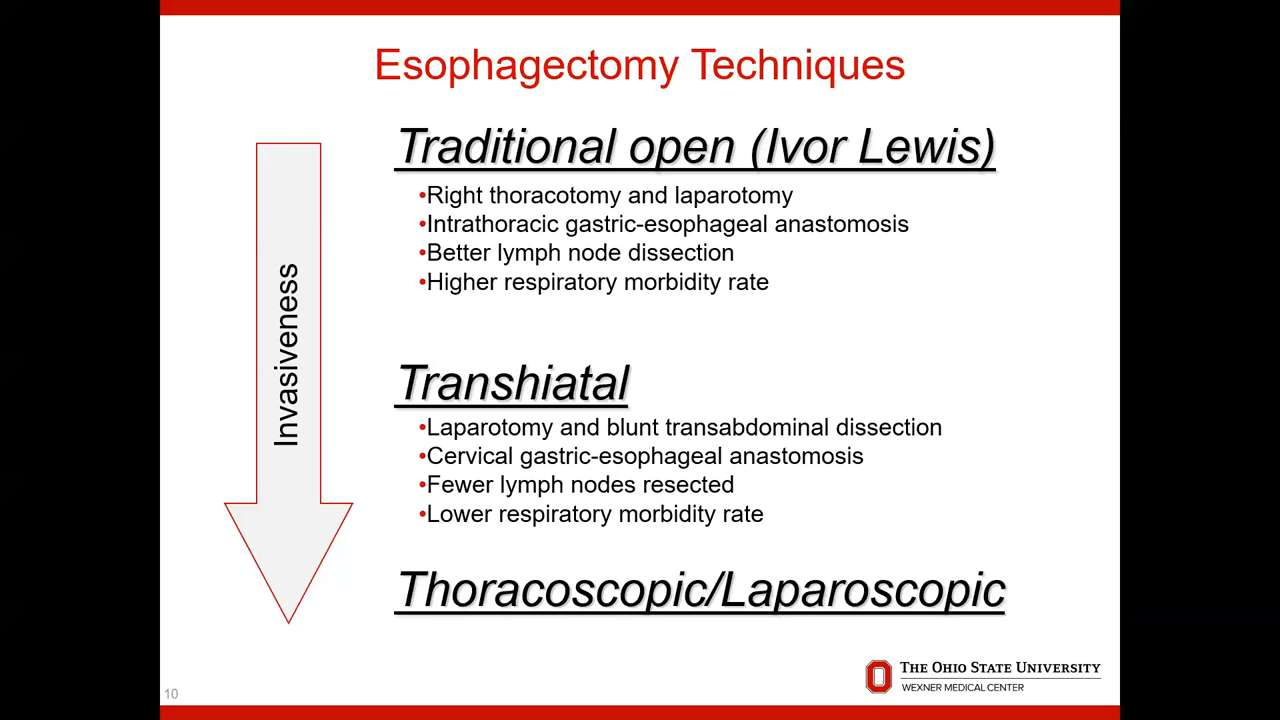 Esophagectomy Techniques
Traditional open (Ivor Lewis)
•Right thoracotomy and laparotomy
•Intrathoracic gastric-esophageal anastomosis
•Better lymph node dissection
•Higher respiratory morbidity rate
Invasiveness
Transhiatal
•Laparotomy and blunt transabdominal dissection
•Cervical gastric-esophageal anastomosis
•Fewer lymph nodes resected
•Lower respiratory morbidity rate
Thoracoscopic/Laparoscopic
THE OHIO STATE UNIVERSITY
WEXNER MEDICAL CENTER
10